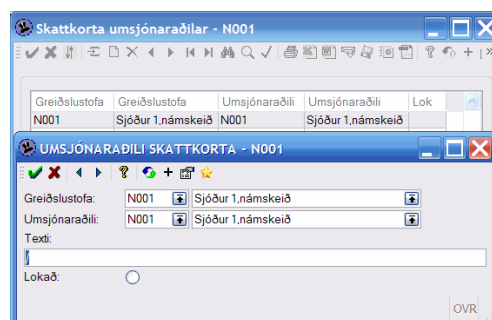 Skattkorta umsjónaraðilar - N001
Greiðslustofa Greiðslustofa Umsjónaraðili Umsjónaraðili Lok
N001 Sjóður 1,námskeið N001 Sjóður 1,námskeið
UMSJÓNARAÐILI SKATTKORTA - N001
Greiðslustofa: N001 Sjóður 1,námskeið
Umsjónaraðili: N001 Sjóður 1,námskeið
Texti:
Lokað:
OVR